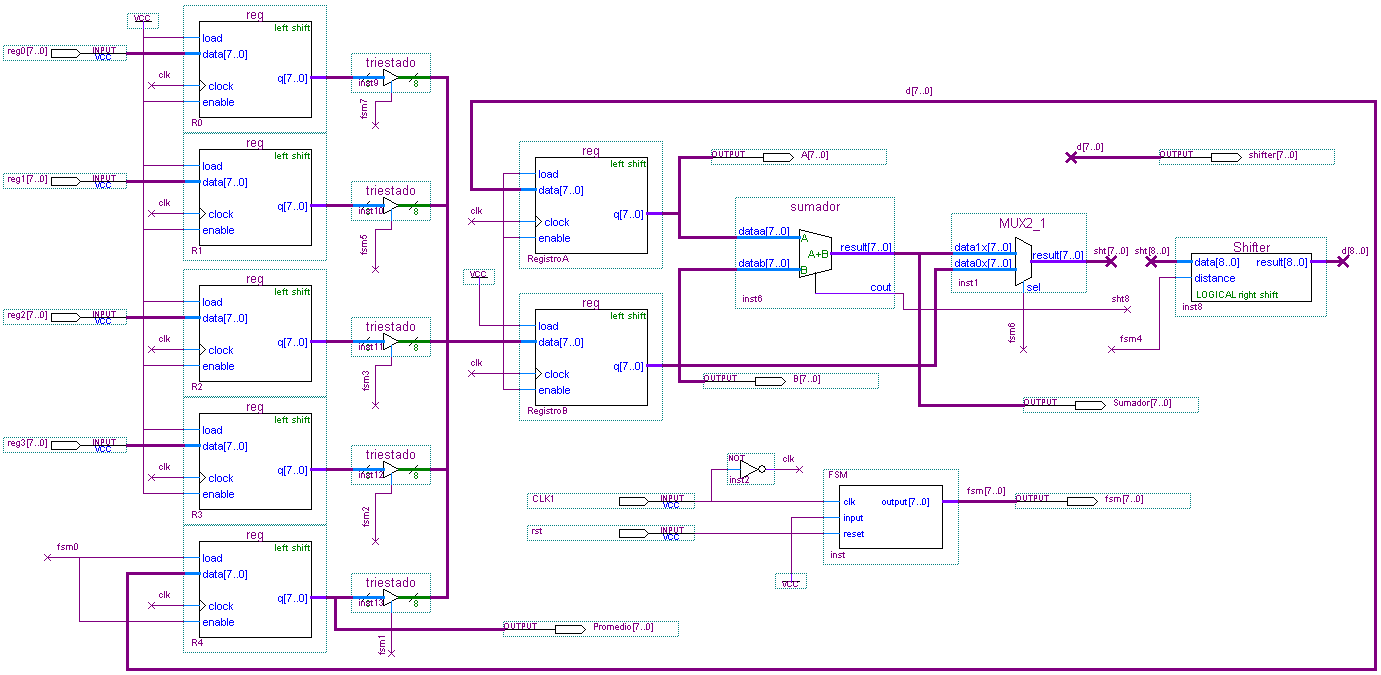 VCC
req
left shift
load
reg0[7..0]
INPUT
VCC
data[7..0]
q[7..0]
clk
clock
enable
R0
triestado
inst9
8
fsm7
req
left shift
load
reg1[7..0]
INPUT
VCC
data[7..0]
q[7..0]
clk
clock
enable
R1
triestado
inst10
8
fsm5
req
left shift
load
reg2[7..0]
INPUT
VCC
data[7..0]
q[7..0]
clk
clock
enable
R2
triestado
inst11
8
fsm3
req
left shift
load
reg3[7..0]
INPUT
VCC
data[7..0]
q[7..0]
clk
clock
enable
R3
triestado
inst12
8
fsm2
req
left shift
fsm0
load
data[7..0]
q[7..0]
clk
clock
enable
R4
triestado
inst13
8
fsm1
OUTPUT
Promedio[7..0]
d[7..0]
req
left shift
load
data[7..0]
q[7..0]
clk
clock
enable
RegistroA
OUTPUT
A[7..0]
VCC
req
left shift
load
data[7..0]
q[7..0]
clk
clock
enable
RegistroB
OUTPUT
B[7..0]
sumador
dataa[7..0]
A
A+B
result[7..0]
datab[7..0]
B
cout
inst6
MUX2_1
data1x[7..0]
data0x[7..0]
result[7..0]
sel
inst1
fsm6
sht[7..0]
sht8
OUTPUT
Sumador[7..0]
d[7..0]
OUTPUT
shifter[7..0]
Shifter
sht[8..0]
data[8..0]
result[8..0]
d[8..0]
distance
LOGICAL right shift
inst8
fsm4
NOT
inst2
clk
CLK1
INPUT
VCC
rst
INPUT
VCC
FSM
clk
output[7..0]
input
reset
inst
VCC
fsm[7..0]
OUTPUT
fsm[7..0]